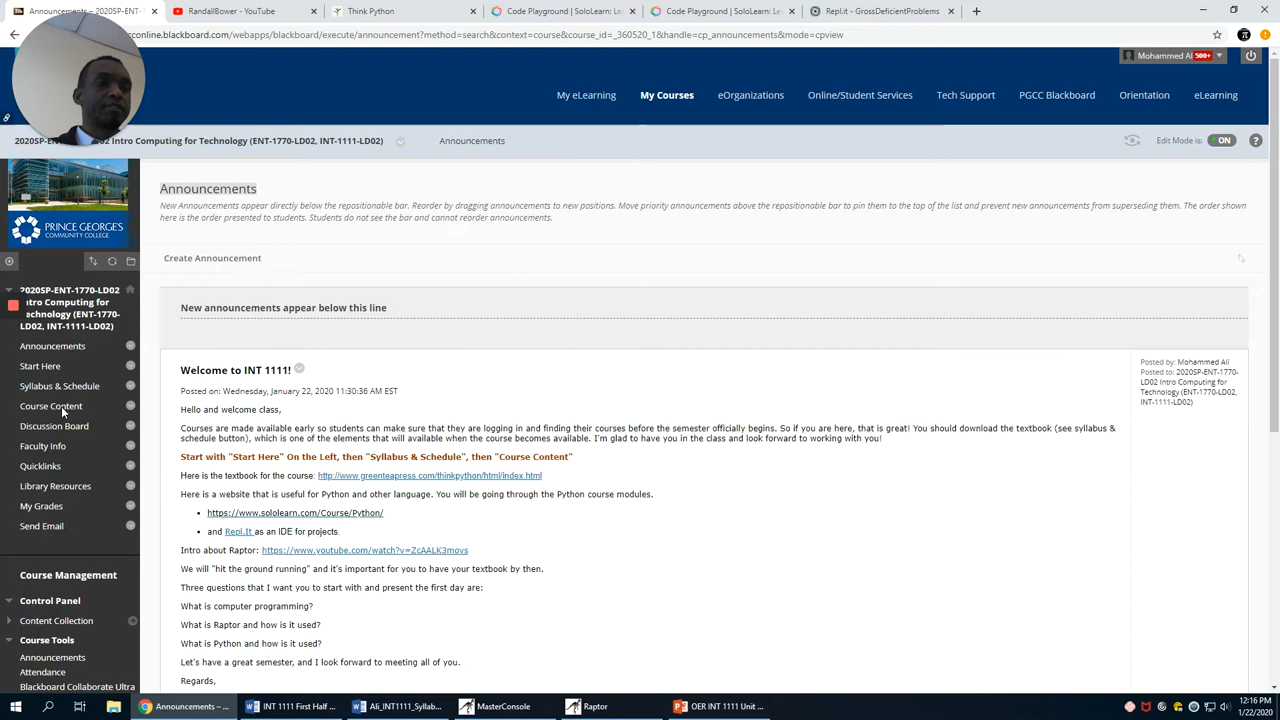 Announcements – 2020SP-ENT-1
RandallBower - YouTube
Think Python
Code Playground | SoloLearn: Le
Code Playground | SoloLearn: Le
Repl.it - GrossDeficientProblems
cconline.blackboard.com/webapps/blackboard/execute/announcement?method=search&context=course&course_id=_360520_1&handle=cp_announcements&mode=cpview
Mohammed Al 500+
My eLearning My Courses eOrganizations Online/Student Services Tech Support PGCC Blackboard Orientation eLearning
2020SP-EN 02 Intro Computing for Technology (ENT-1770-LD02, INT-1111-LD02) Announcements Edit Mode is: ON ?
PRINCE GEORGE'S
COMMUNITY COLLEGE
2020SP-ENT-1770-LD02
ntro Computing for
echnology (ENT-1770-
LD02, INT-1111-LD02)
Announcements
Start Here
Syllabus & Schedule
Course Content
Discussion Board
Faculty Info
Quicklinks
Library Resources
My Grades
Send Email
Course Management
Control Panel
Content Collection
Course Tools
Announcements
Attendance
Blackboard Collaborate Ultra
Announcements
New Announcements appear directly below the repositionable bar. Reorder by dragging announcements to new positions. Move priority announcements above the repositionable bar to pin them to the top of the list and prevent new announcements from superseding them. The order shown
here is the order presented to students. Students do not see the bar and cannot reorder announcements.
Create Announcement
New announcements appear below this line
Welcome to INT 1111!
Posted on: Wednesday, January 22, 2020 11:30:36 AM EST
Hello and welcome class,
Courses are made available early so students can make sure that they are logging in and finding their courses before the semester officially begins. So if you are here, that is great! You should download the textbook (see syllabus &
schedule button), which is one of the elements that will available when the course becomes available. I'm glad to have you in the class and look forward to working with you!
Start with "Start Here" On the Left, then "Syllabus & Schedule", then "Course Content"
Here is the textbook for the course: http://www.greenteapress.com/thinkpython/html/index.html
Here is a website that is useful for Python and other language. You will be going through the Python course modules.
• https://www.sololearn.com/Course/Python/
• and Repl.It as an IDE for projects.
Intro about Raptor: https://www.youtube.com/watch?v=ZcAALK3movs
We will "hit the ground running" and it's important for you to have your textbook by then.
Three questions that I want you to start with and present the first day are:
What is computer programming?
What is Raptor and how is it used?
What is Python and how is it used?
Let's have a great semester, and I look forward to meeting all of you.
Regards,
Posted by: Mohammed Ali
Posted to: 2020SP-ENT-1770-
LD02 Intro Computing for
Technology (ENT-1770-LD02,
INT-1111-LD02)
Announcements – ...
INT 1111 First Half ...
Ali_INT1111_Syllab...
MasterConsole
Raptor
OER INT 1111 Unit ...
12:16 PM
1/22/2020